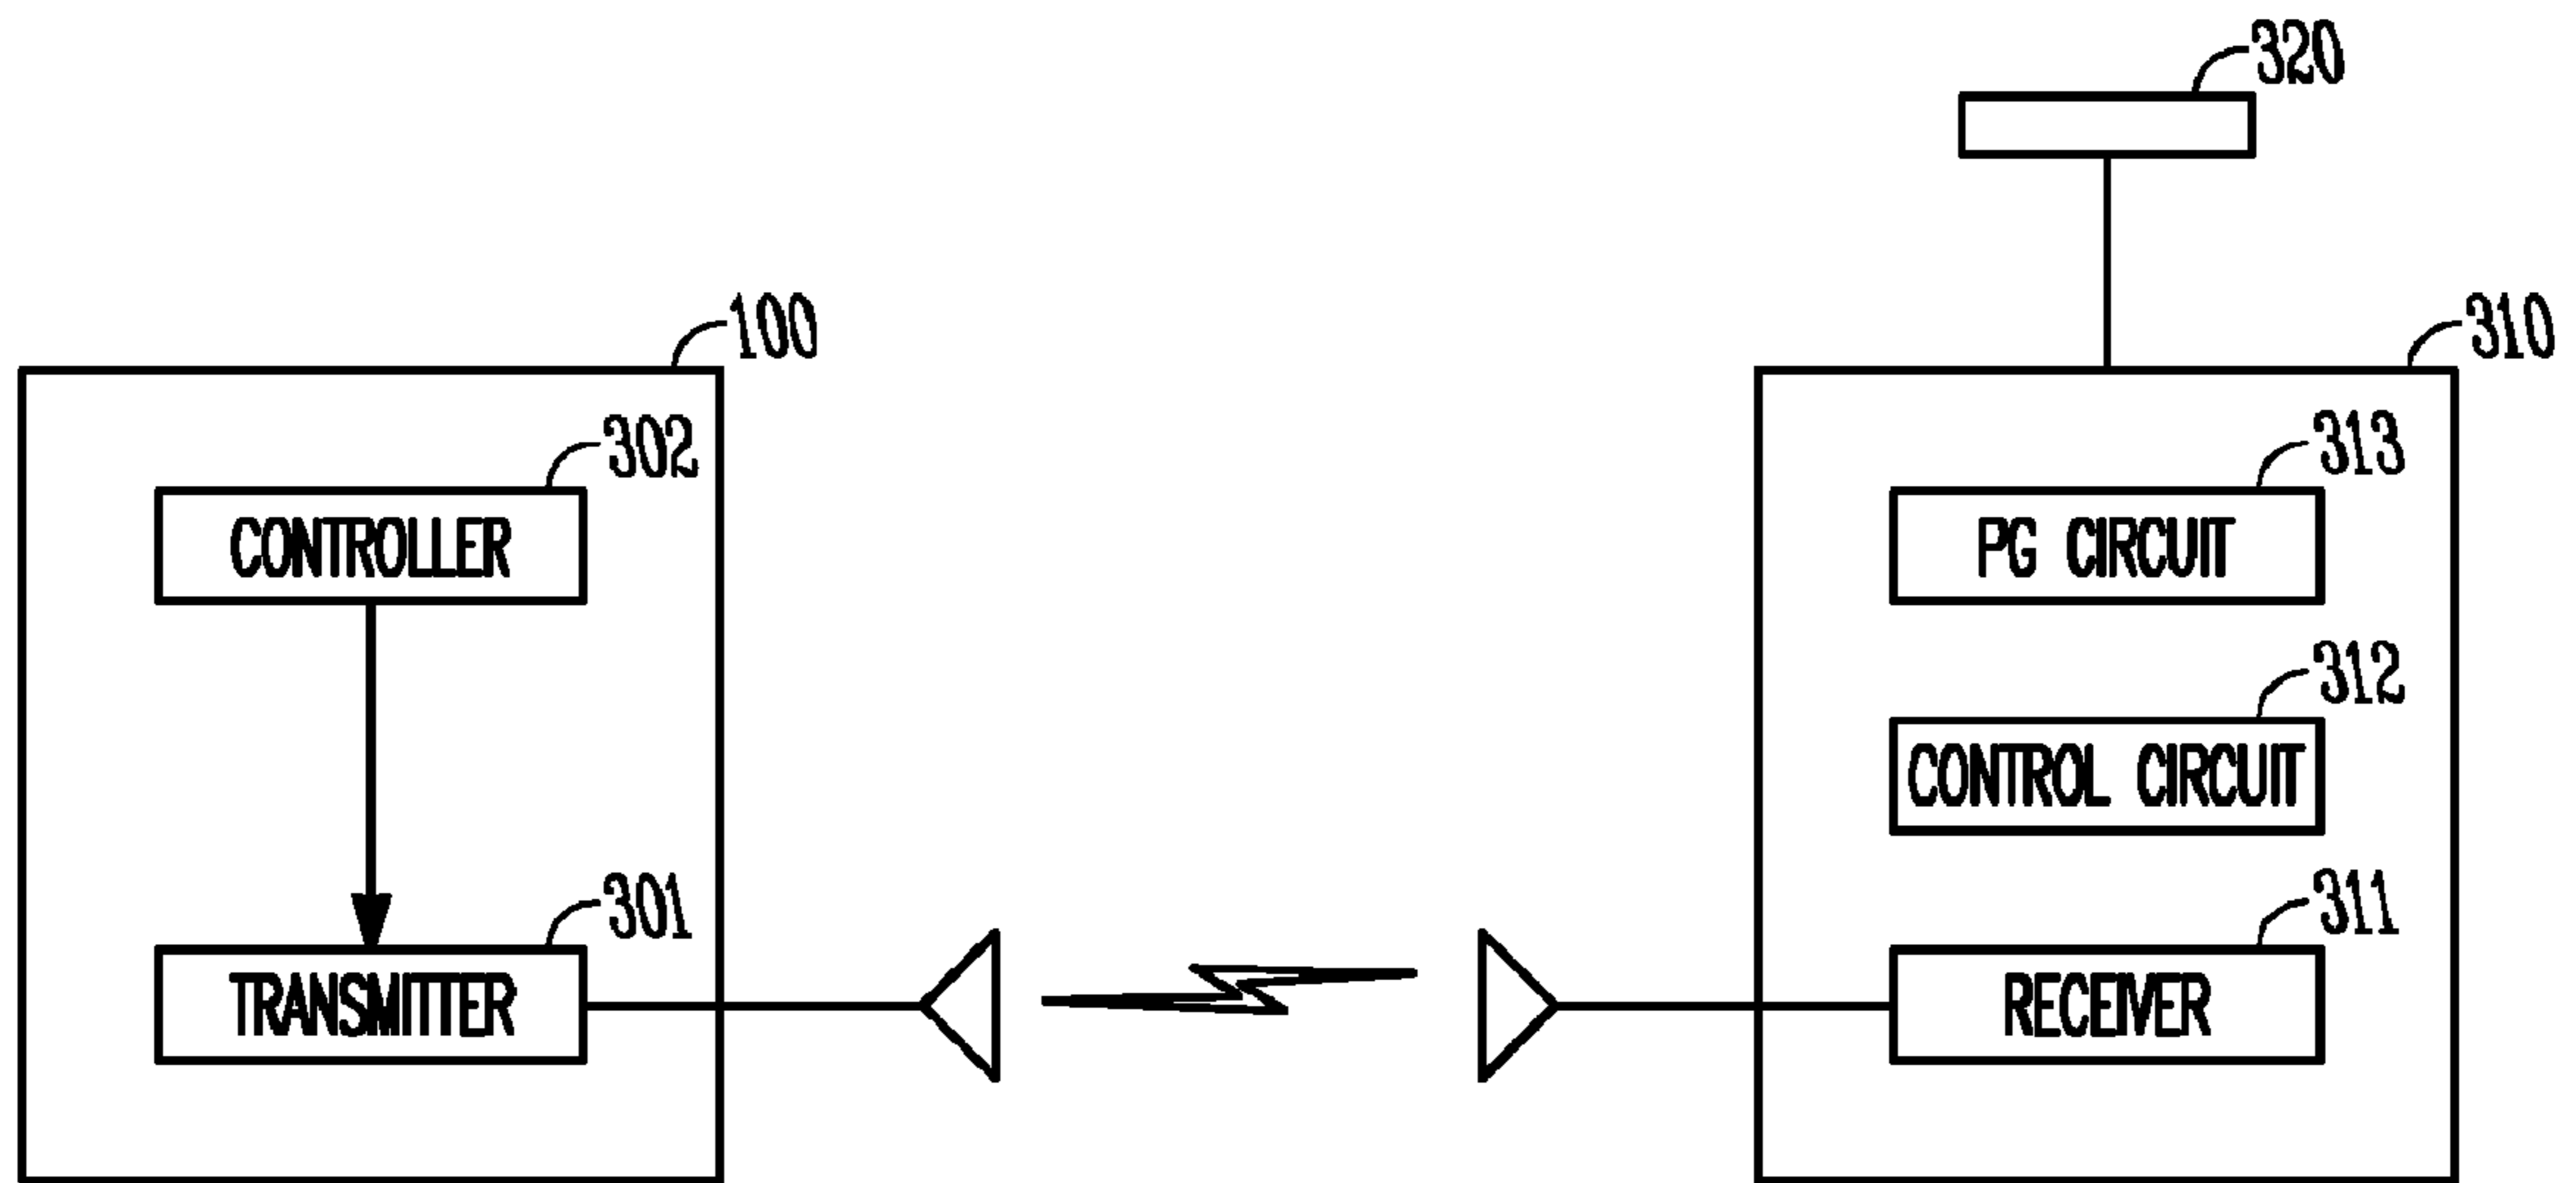 320
100
310
302
CONTROLLER
313
PG CIRCUIT
312
CONTROL CIRCUIT
301
TRANSMITTER
311
RECEIVER